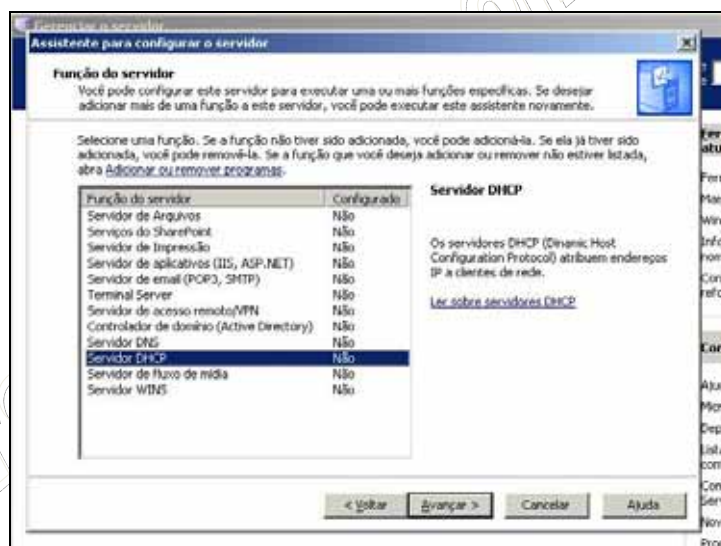 Gerenciar o servidor
Assistente para configurar o servidor
Função do servidor
Você pode configurar este servidor para executar uma ou mais funções específicas. Se desejar
adicionar mais de uma função a este servidor, você pode executar este assistente novamente.
Selecione uma função. Se a função não tiver sido adicionada, você pode adicioná-la. Se ela já tiver sido
adicionada, você pode removê-la. Se a função que você deseja adicionar ou remover não estiver listada,
abra Adicionar ou remover programas.
Função do servidor Configurado
Servidor de Arquivos Não
Serviços do SharePoint Não
Servidor de Impressão Não
Servidor de aplicativos (IIS, ASP.NET) Não
Servidor de email (POP3, SMTP) Não
Terminal Server Não
Servidor de acesso remoto/VPN Não
Controlador de domínio (Active Directory) Não
Servidor DNS Não
Servidor DHCP Não
Servidor de fluxo de mídia Não
Servidor WINS Não
Servidor DHCP
Os servidores DHCP (Dinamic Host
Configuration Protocol) atribuem endereços
IP a clientes de rede.
Ler sobre servidores DHCP
< Voltar
Avançar >
Cancelar
Ajuda